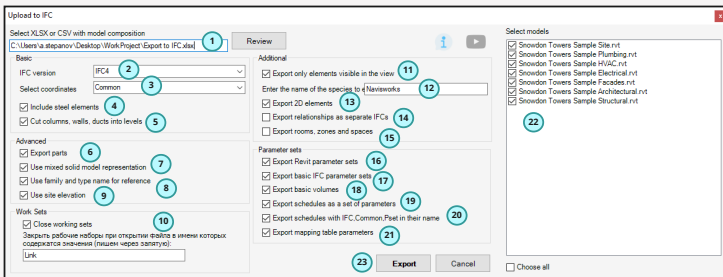 Upload to IFC
x
Select XLSX or CSV with model composition
C:\Users\a.stepanov\Desktop\WorkProject\Export to IFC.xlsx
1
Review
Basic
IFC version
IFC4
2
Select coordinates
Common
3
Include steel elements
4
Cut columns, walls, ducts into levels
5
Advanced
Export parts
6
Use mixed solid model representation
7
Use family and type name for reference
8
Use site elevation
9
Work Sets
10
Close working sets
Закрыть рабочие наборы при открытии файла в имени которых
содержатся значения (пишем через запятую):
Link
Additional
Export only elements visible in the view
11
Enter the name of the species to e
Navisworks
12
Export 2D elements
13
Export relationships as separate IFCs
14
Export rooms, zones and spaces
15
Parameter sets
Export Revit parameter sets
16
Export basic IFC parameter sets
17
Export basic volumes
18
Export schedules as a set of parameters
19
Export schedules with IFC.Common.Pset in their name
20
Export mapping table parameters
21
23
Export
Cancel
Select models
Snowdon Towers Sample Site.rvt
Snowdon Towers Sample Plumbing.rvt
Snowdon Towers Sample HVAC.rvt
Snowdon Towers Sample Electrical.rvt
Snowdon Towers Sample Facades.rvt
Snowdon Towers Sample Architectural.rvt
Snowdon Towers Sample Structural.rvt
22
Choose all